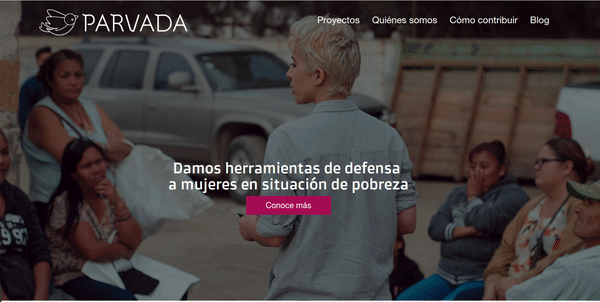 PARVADA
Proyectos Quiénes somos Cómo contribuir Blog
Damos herramientas de defensa
a mujeres en situación de pobreza
Conoce más